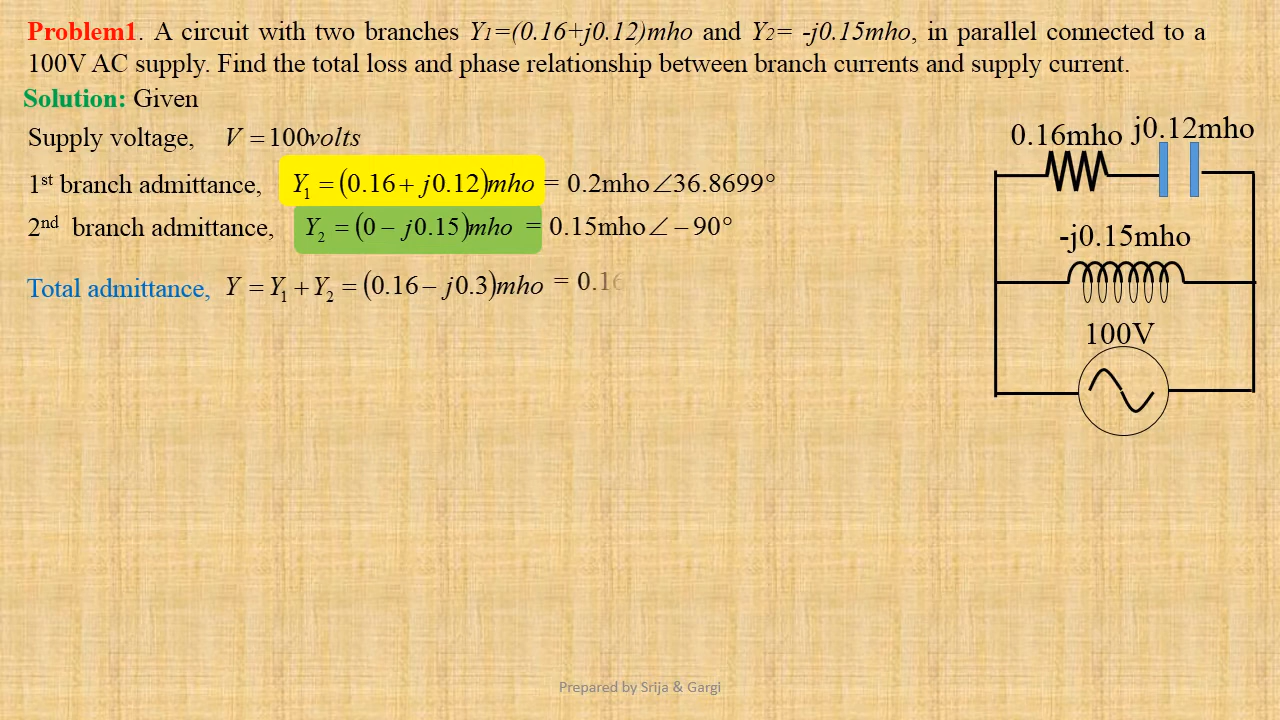 Problem1. A circuit with two branches Y1=(0.16+j0.12)mho and Y2= -j0.15mho, in parallel connected to a
100V AC supply. Find the total loss and phase relationship between branch currents and supply current.
Solution: Given
Supply voltage, V = 100volts
1st branch admittance, Y1 = (0.16 + j0.12)mho = 0.2mho∠36.8699°
2nd branch admittance, Y2 = (0 − j0.15)mho = 0.15mho∠−90°
Total admittance, Y = Y1 + Y2 = (0.16 − j0.3)mho = 0.16
0.16mho j0.12mho
-j0.15mho
100V
Prepared by Srija & Gargi